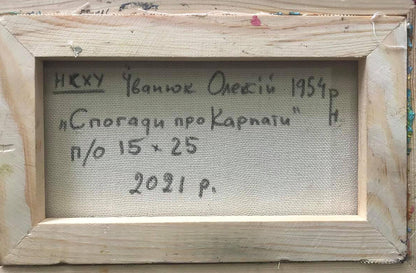 НСХУ Іванюк Олексій 1954 р
н
„Спогади про Карпати"
п/о 15 x 25
2021 р.